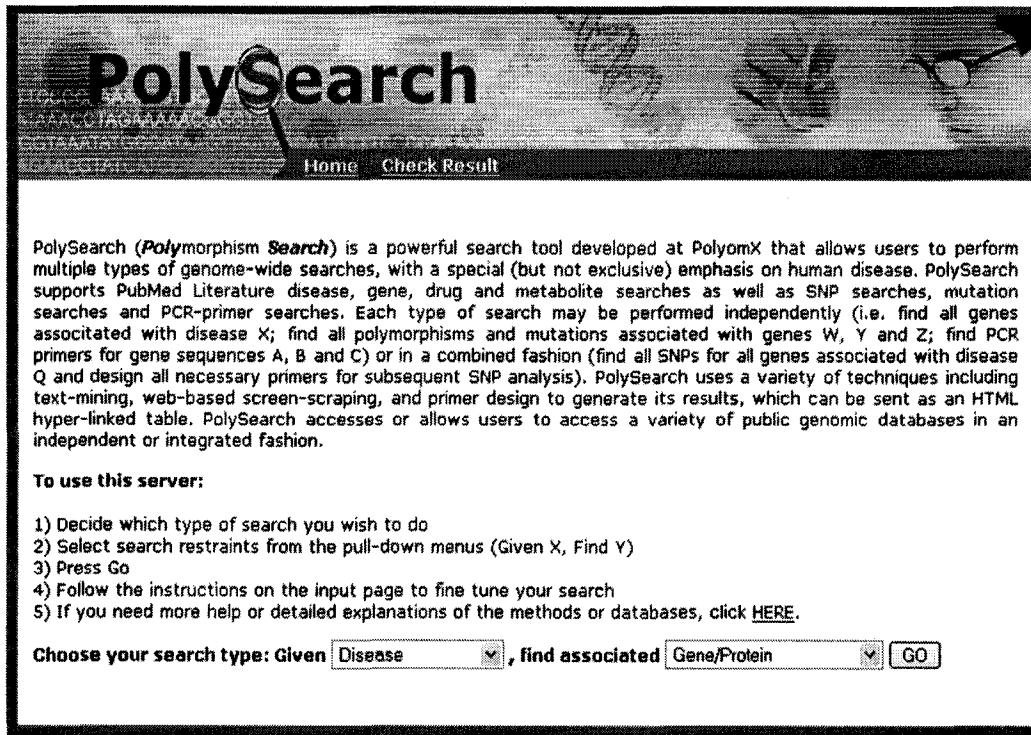 PolySearch
Home Check Result
PolySearch (Polymorphism Search) is a powerful search tool developed at PolyomX that allows users to perform
multiple types of genome-wide searches, with a special (but not exclusive) emphasis on human disease. PolySearch
supports PubMed Literature disease, gene, drug and metabolite searches as well as SNP searches, mutation
searches and PCR-primer searches. Each type of search may be performed independently (i.e. find all genes
associtated with disease X; find all polymorphisms and mutations associated with genes W, Y and Z; find PCR
primers for gene sequences A, B and C) or in a combined fashion (find all SNPs for all genes associated with disease
Q and design all necessary primers for subsequent SNP analysis). PolySearch uses a variety of techniques including
text-mining, web-based screen-scraping, and primer design to generate its results, which can be sent as an HTML
hyper-linked table. PolySearch accesses or allows users to access a variety of public genomic databases in an
independent or integrated fashion.
To use this server:
1) Decide which type of search you wish to do
2) Select search restraints from the pull-down menus (Given X, Find Y)
3) Press Go
4) Follow the instructions on the input page to fine tune your search
5) If you need more help or detailed explanations of the methods or databases, click HERE.
Choose your search type: Given Disease , find associated Gene/Protein GO